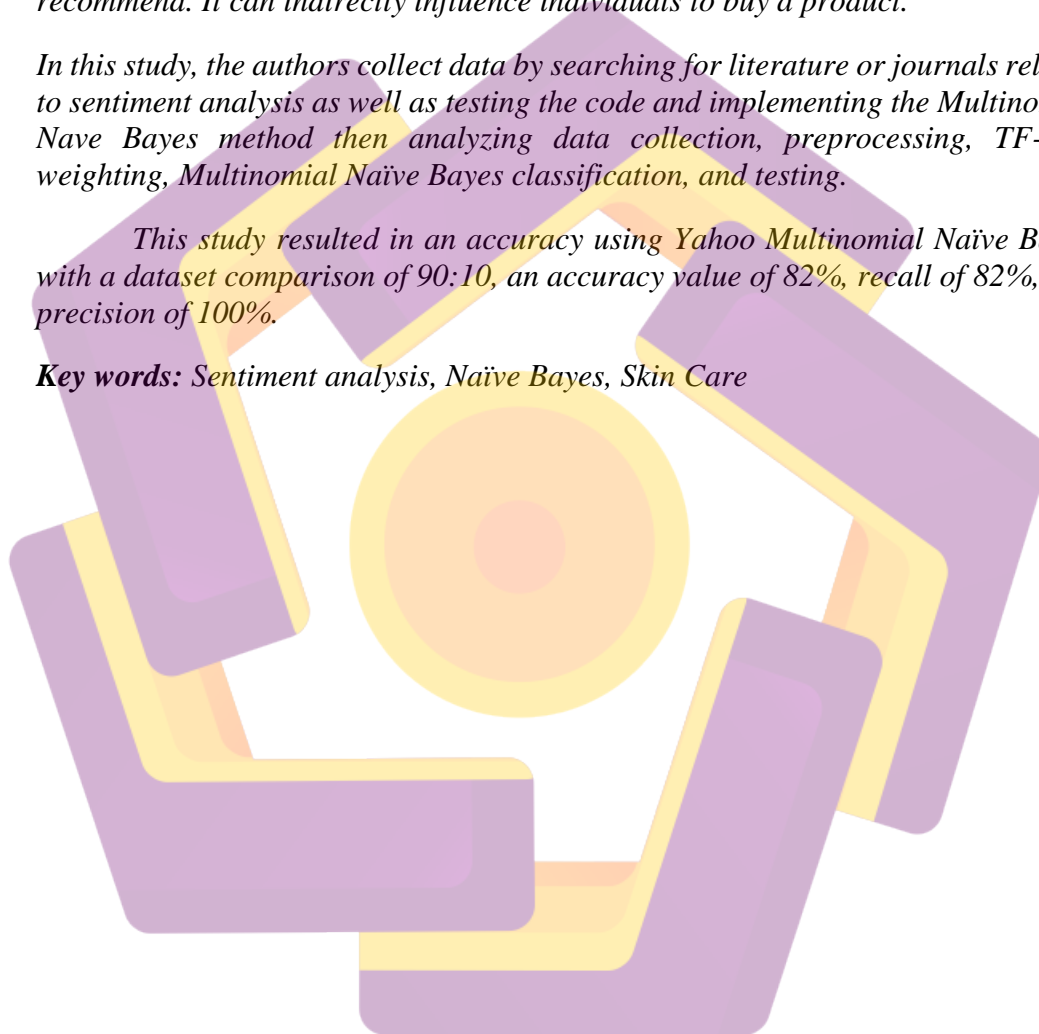 recommend. It can indirectly influence individuals to buy a product.
In this study, the authors collect data by searching for literature or journals rel
to sentiment analysis as well as testing the code and implementing the Multino
Nave Bayes method then analyzing data collection, preprocessing, TF-
weighting, Multinomial Naïve Bayes classification, and testing.
This study resulted in an accuracy using Yahoo Multinomial Naïve B
with a dataset comparison of 90:10, an accuracy value of 82%, recall of 82%,
precision of 100%.
Key words: Sentiment analysis, Naïve Bayes, Skin Care